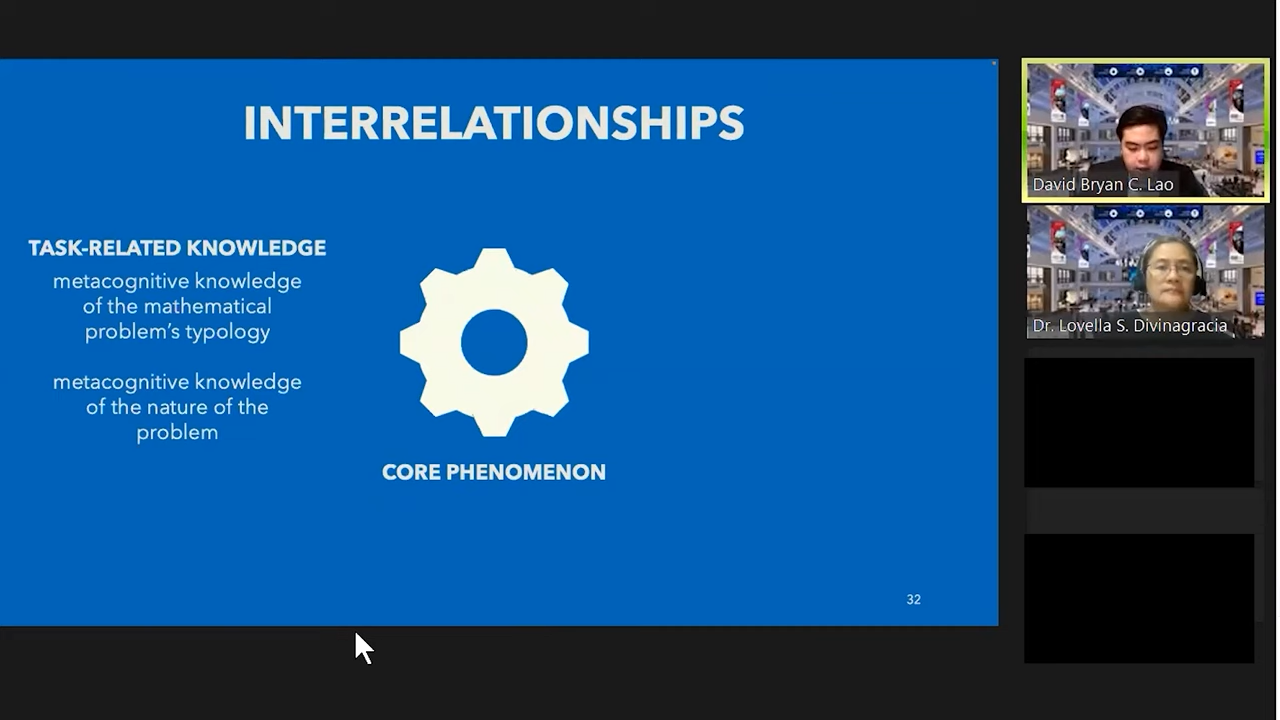 INTERRELATIONSHIPS
TASK-RELATED KNOWLEDGE
metacognitive knowledge
of the mathematical
problem's typology
metacognitive knowledge
of the nature of the
problem
CORE PHENOMENON
32
David Bryan C. Lao
Dr. Lovella S. Divinagracia